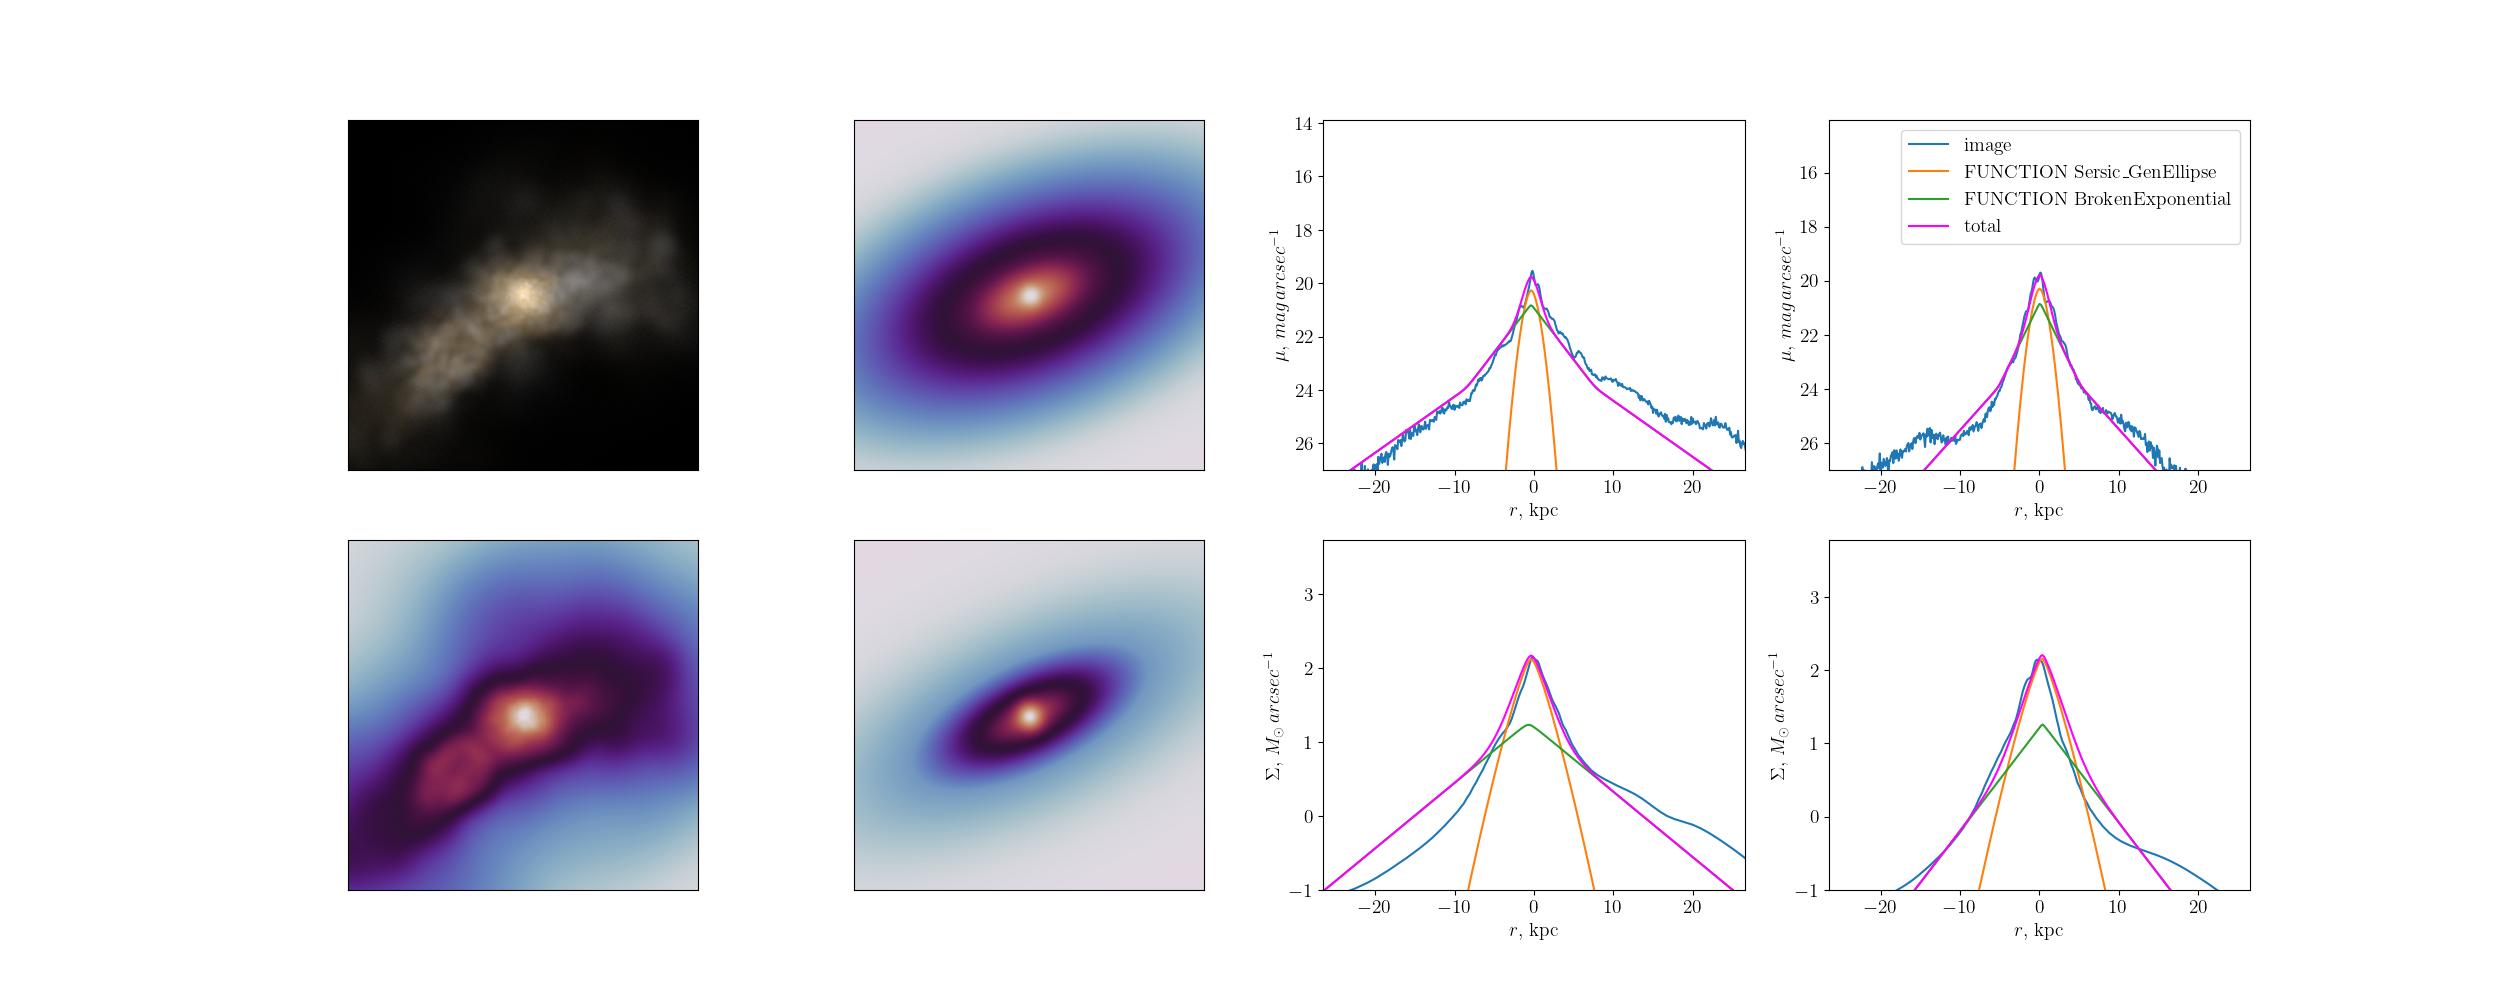 14
16
18
20
22
24
26
μ, mag arcsec⁻¹
−20 −10 0 10 20
r, kpc
16
18
20
22
24
26
μ, mag arcsec⁻¹
image
FUNCTION Sersic_GenEllipse
FUNCTION BrokenExponential
total
−20 −10 0 10 20
r, kpc
3
2
1
0
−1
Σ, M⊙ arcsec⁻¹
−20 −10 0 10 20
r, kpc
3
2
1
0
−1
Σ, M⊙ arcsec⁻¹
−20 −10 0 10 20
r, kpc